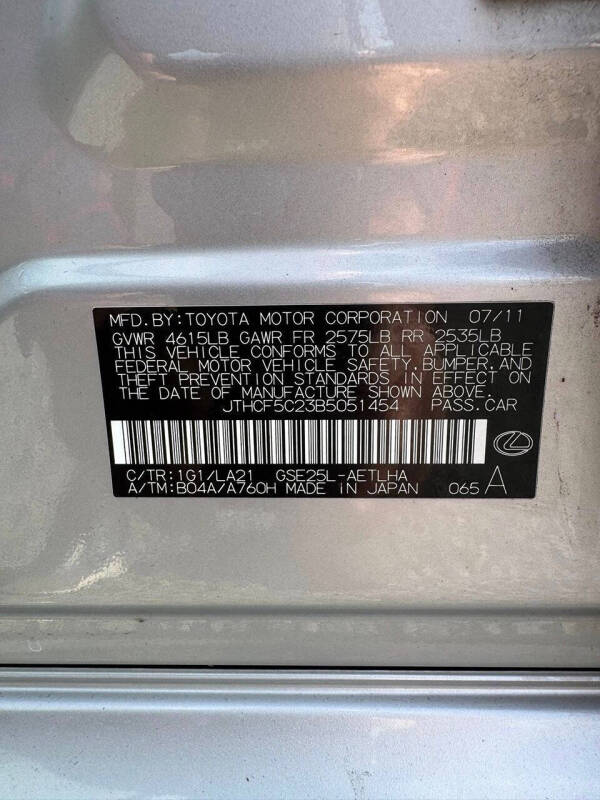 MFD.BY:TOYOTA MOTOR CORPORATION 07/11
GVWR 4615LB GAWR FR 2575LB RR 2535LB
THIS VEHICLE CONFORMS TO ALL APPLICABLE
FEDERAL MOTOR VEHICLE SAFETY,BUMPER,AND
THEFT PREVENTION STANDARDS IN EFFECT ON
THE DATE OF MANUFACTURE SHOWN ABOVE.
JTHCF5C23B5051454 PASS.CAR
C/TR:1G1/LA21 GSE25L-AETLHA
A/TM:B04A/A760H MADE IN JAPAN 065 A